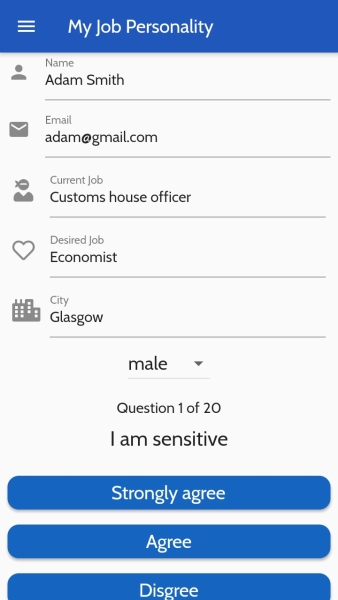 My Job Personality
Name
Adam Smith
Email
adam@gmail.com
Current Job
Customs house officer
Desired Job
Economist
City
Glasgow
male
Question 1 of 20
I am sensitive
Strongly agree
Agree
Disgree